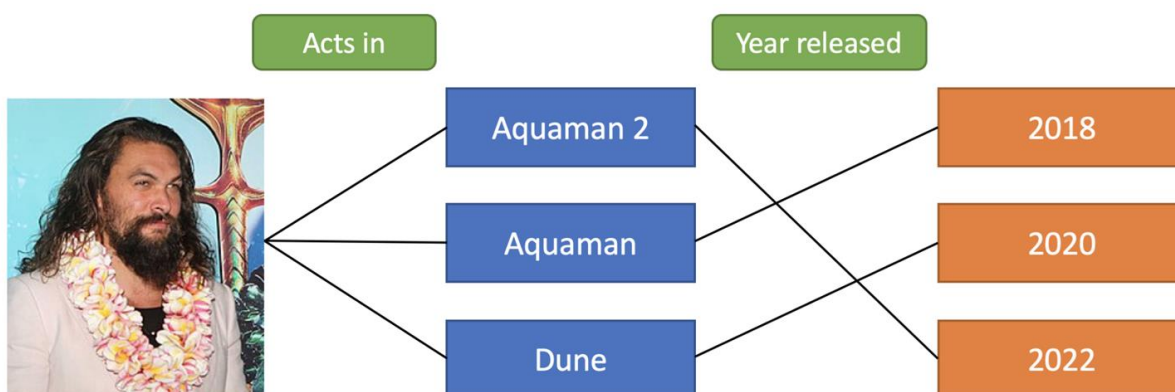 Acts in
Year released
Aquaman 2
2018
Aquaman
2020
Dune
2022